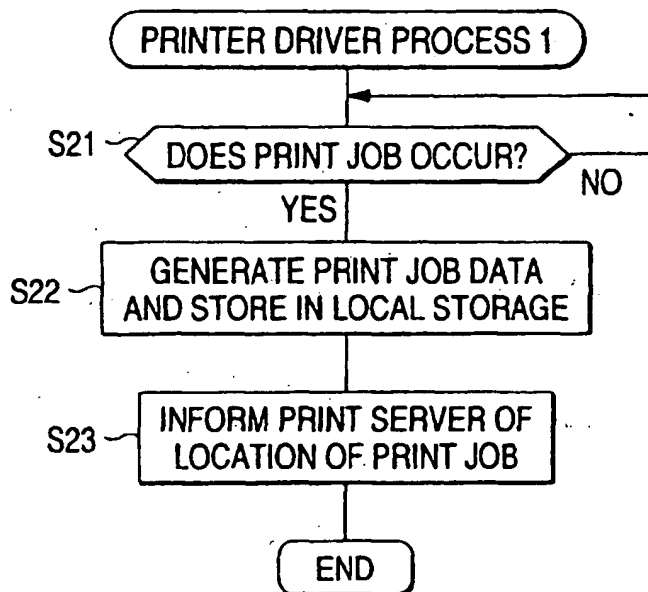 PRINTER DRIVER PROCESS 1
S21
DOES PRINT JOB OCCUR?
NO
YES
S22
GENERATE PRINT JOB DATA
AND STORE IN LOCAL STORAGE
S23
INFORM PRINT SERVER OF
LOCATION OF PRINT JOB
END